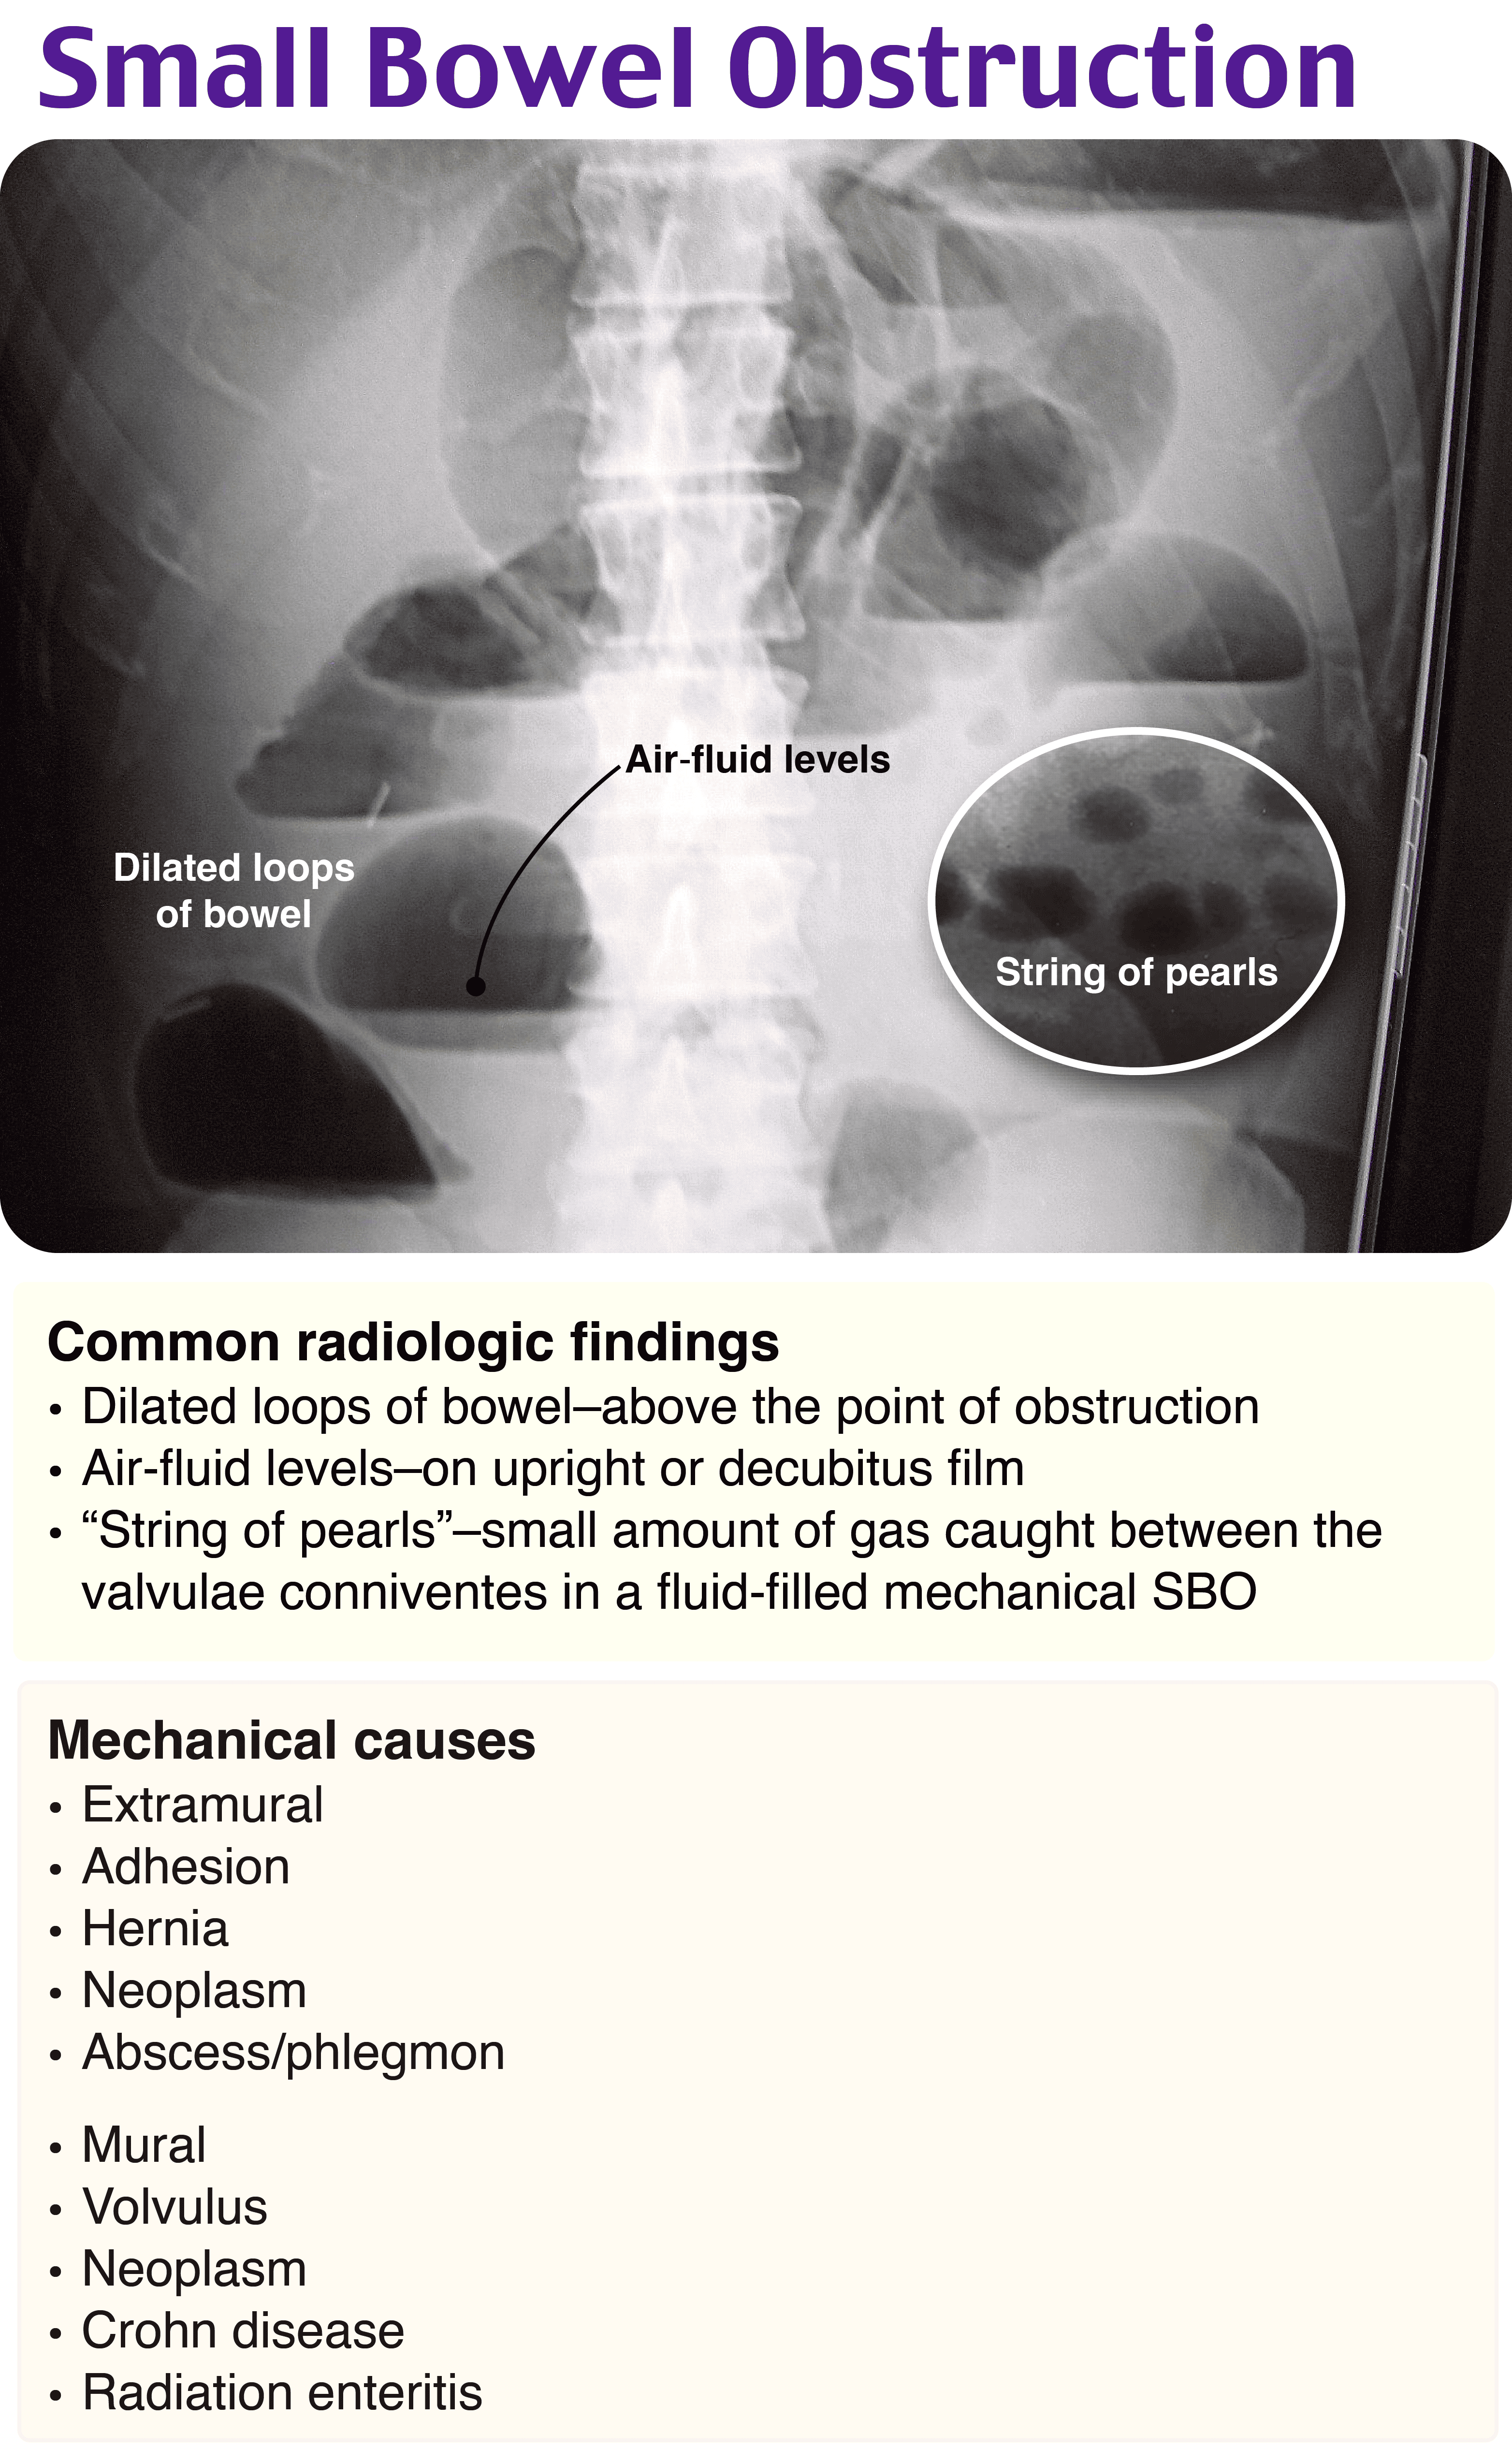 Small Bowel Obstruction
Air-fluid levels
Dilated loops
of bowel
String of pearls
Common radiologic findings
• Dilated loops of bowel–above the point of obstruction
• Air-fluid levels–on upright or decubitus film
• “String of pearls”–small amount of gas caught between the
valvulae conniventes in a fluid-filled mechanical SBO
Mechanical causes
• Extramural
• Adhesion
• Hernia
• Neoplasm
• Abscess/phlegmon
• Mural
• Volvulus
• Neoplasm
• Crohn disease
• Radiation enteritis